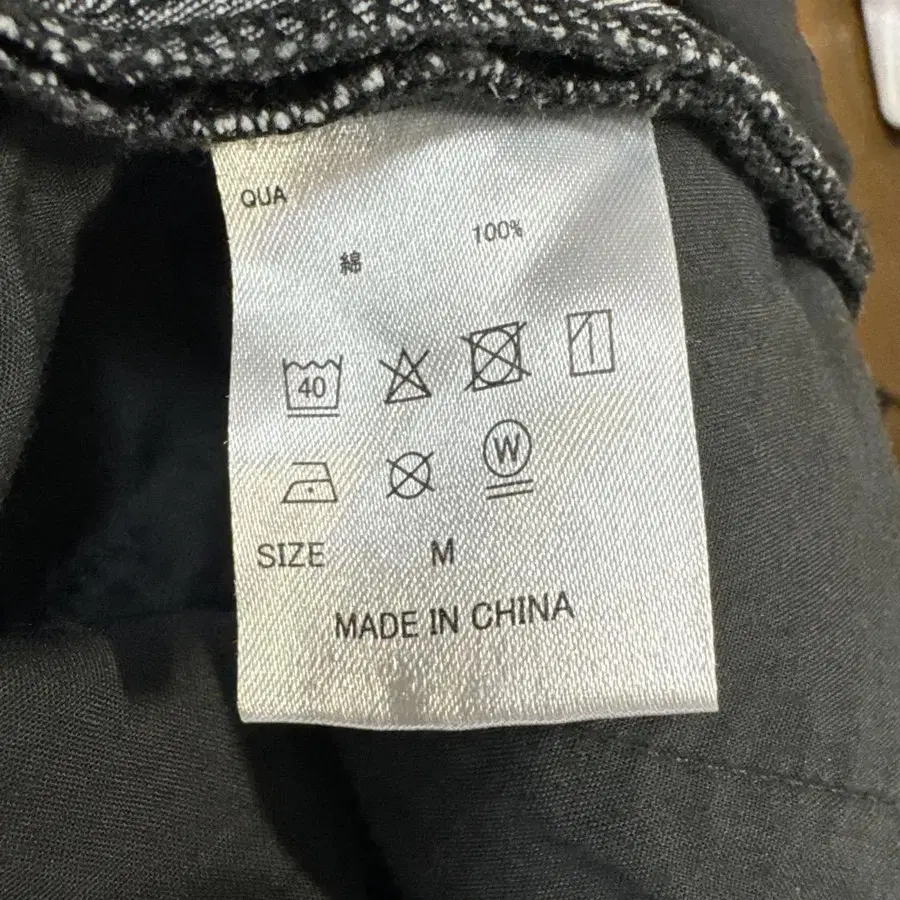 QUA
綿 100%
40
W
SIZE M
MADE IN CHINA